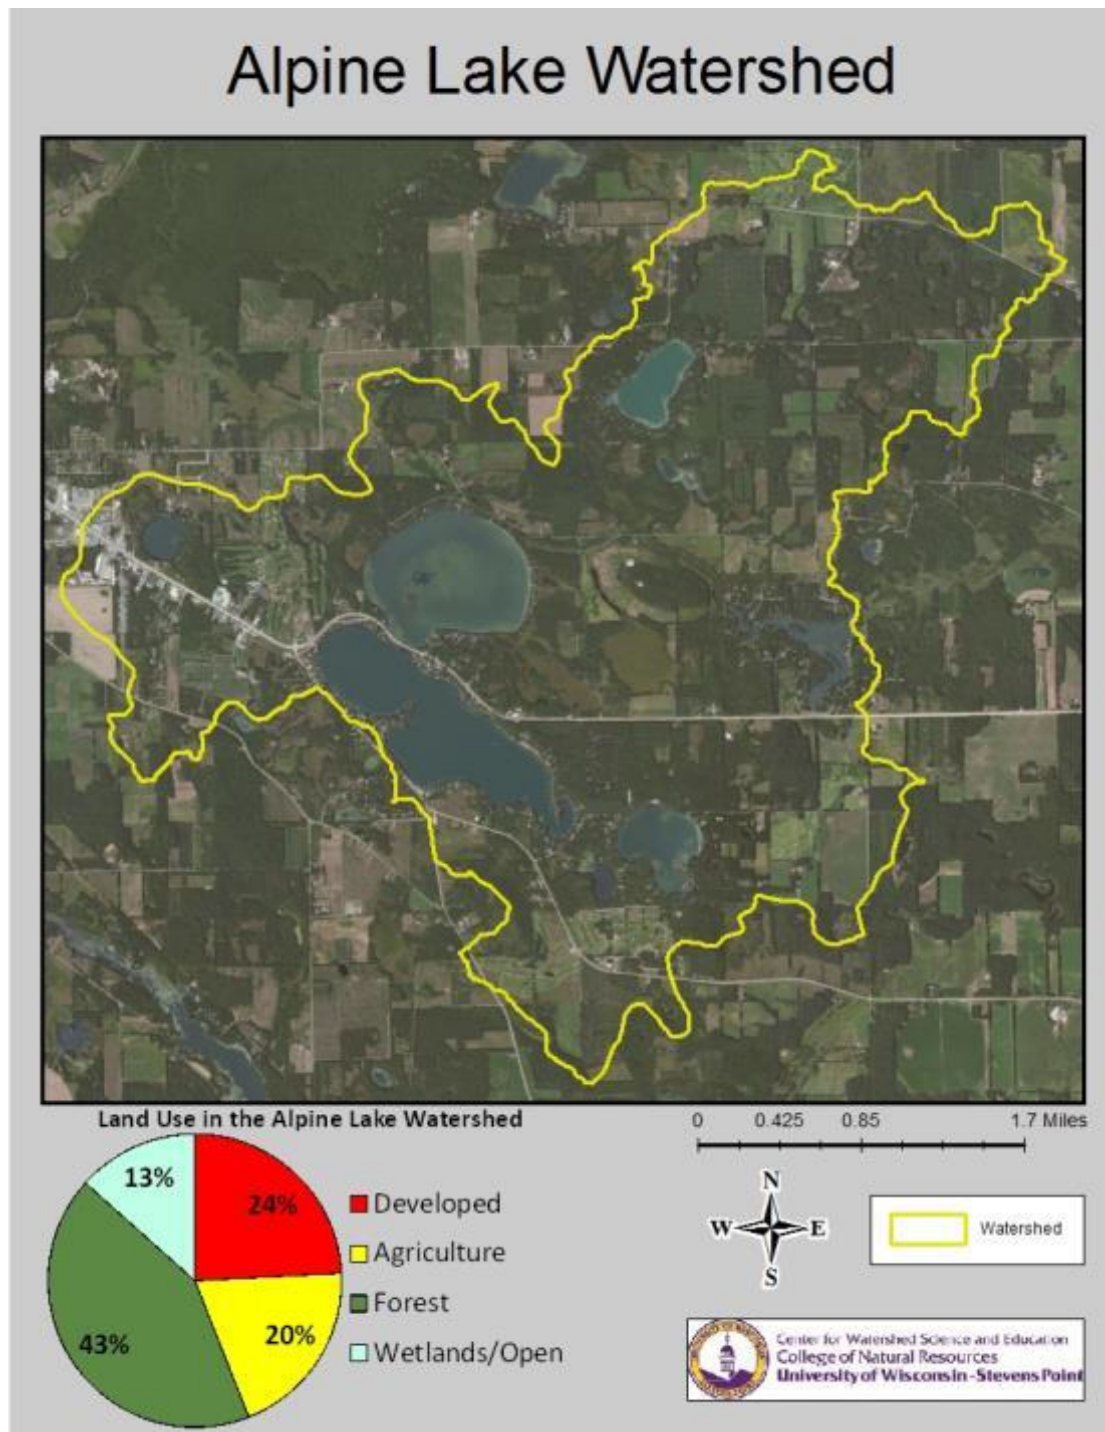 Alpine Lake Watershed
Land Use in the Alpine Lake Watershed
13%
24%
43%
20%
Developed
Agriculture
Forest
Wetlands/Open
0 0.425 0.85 1.7 Miles
N
W E
S
Watershed
Center for Watershed Science and Education
College of Natural Resources
University of Wisconsin - Stevens Point